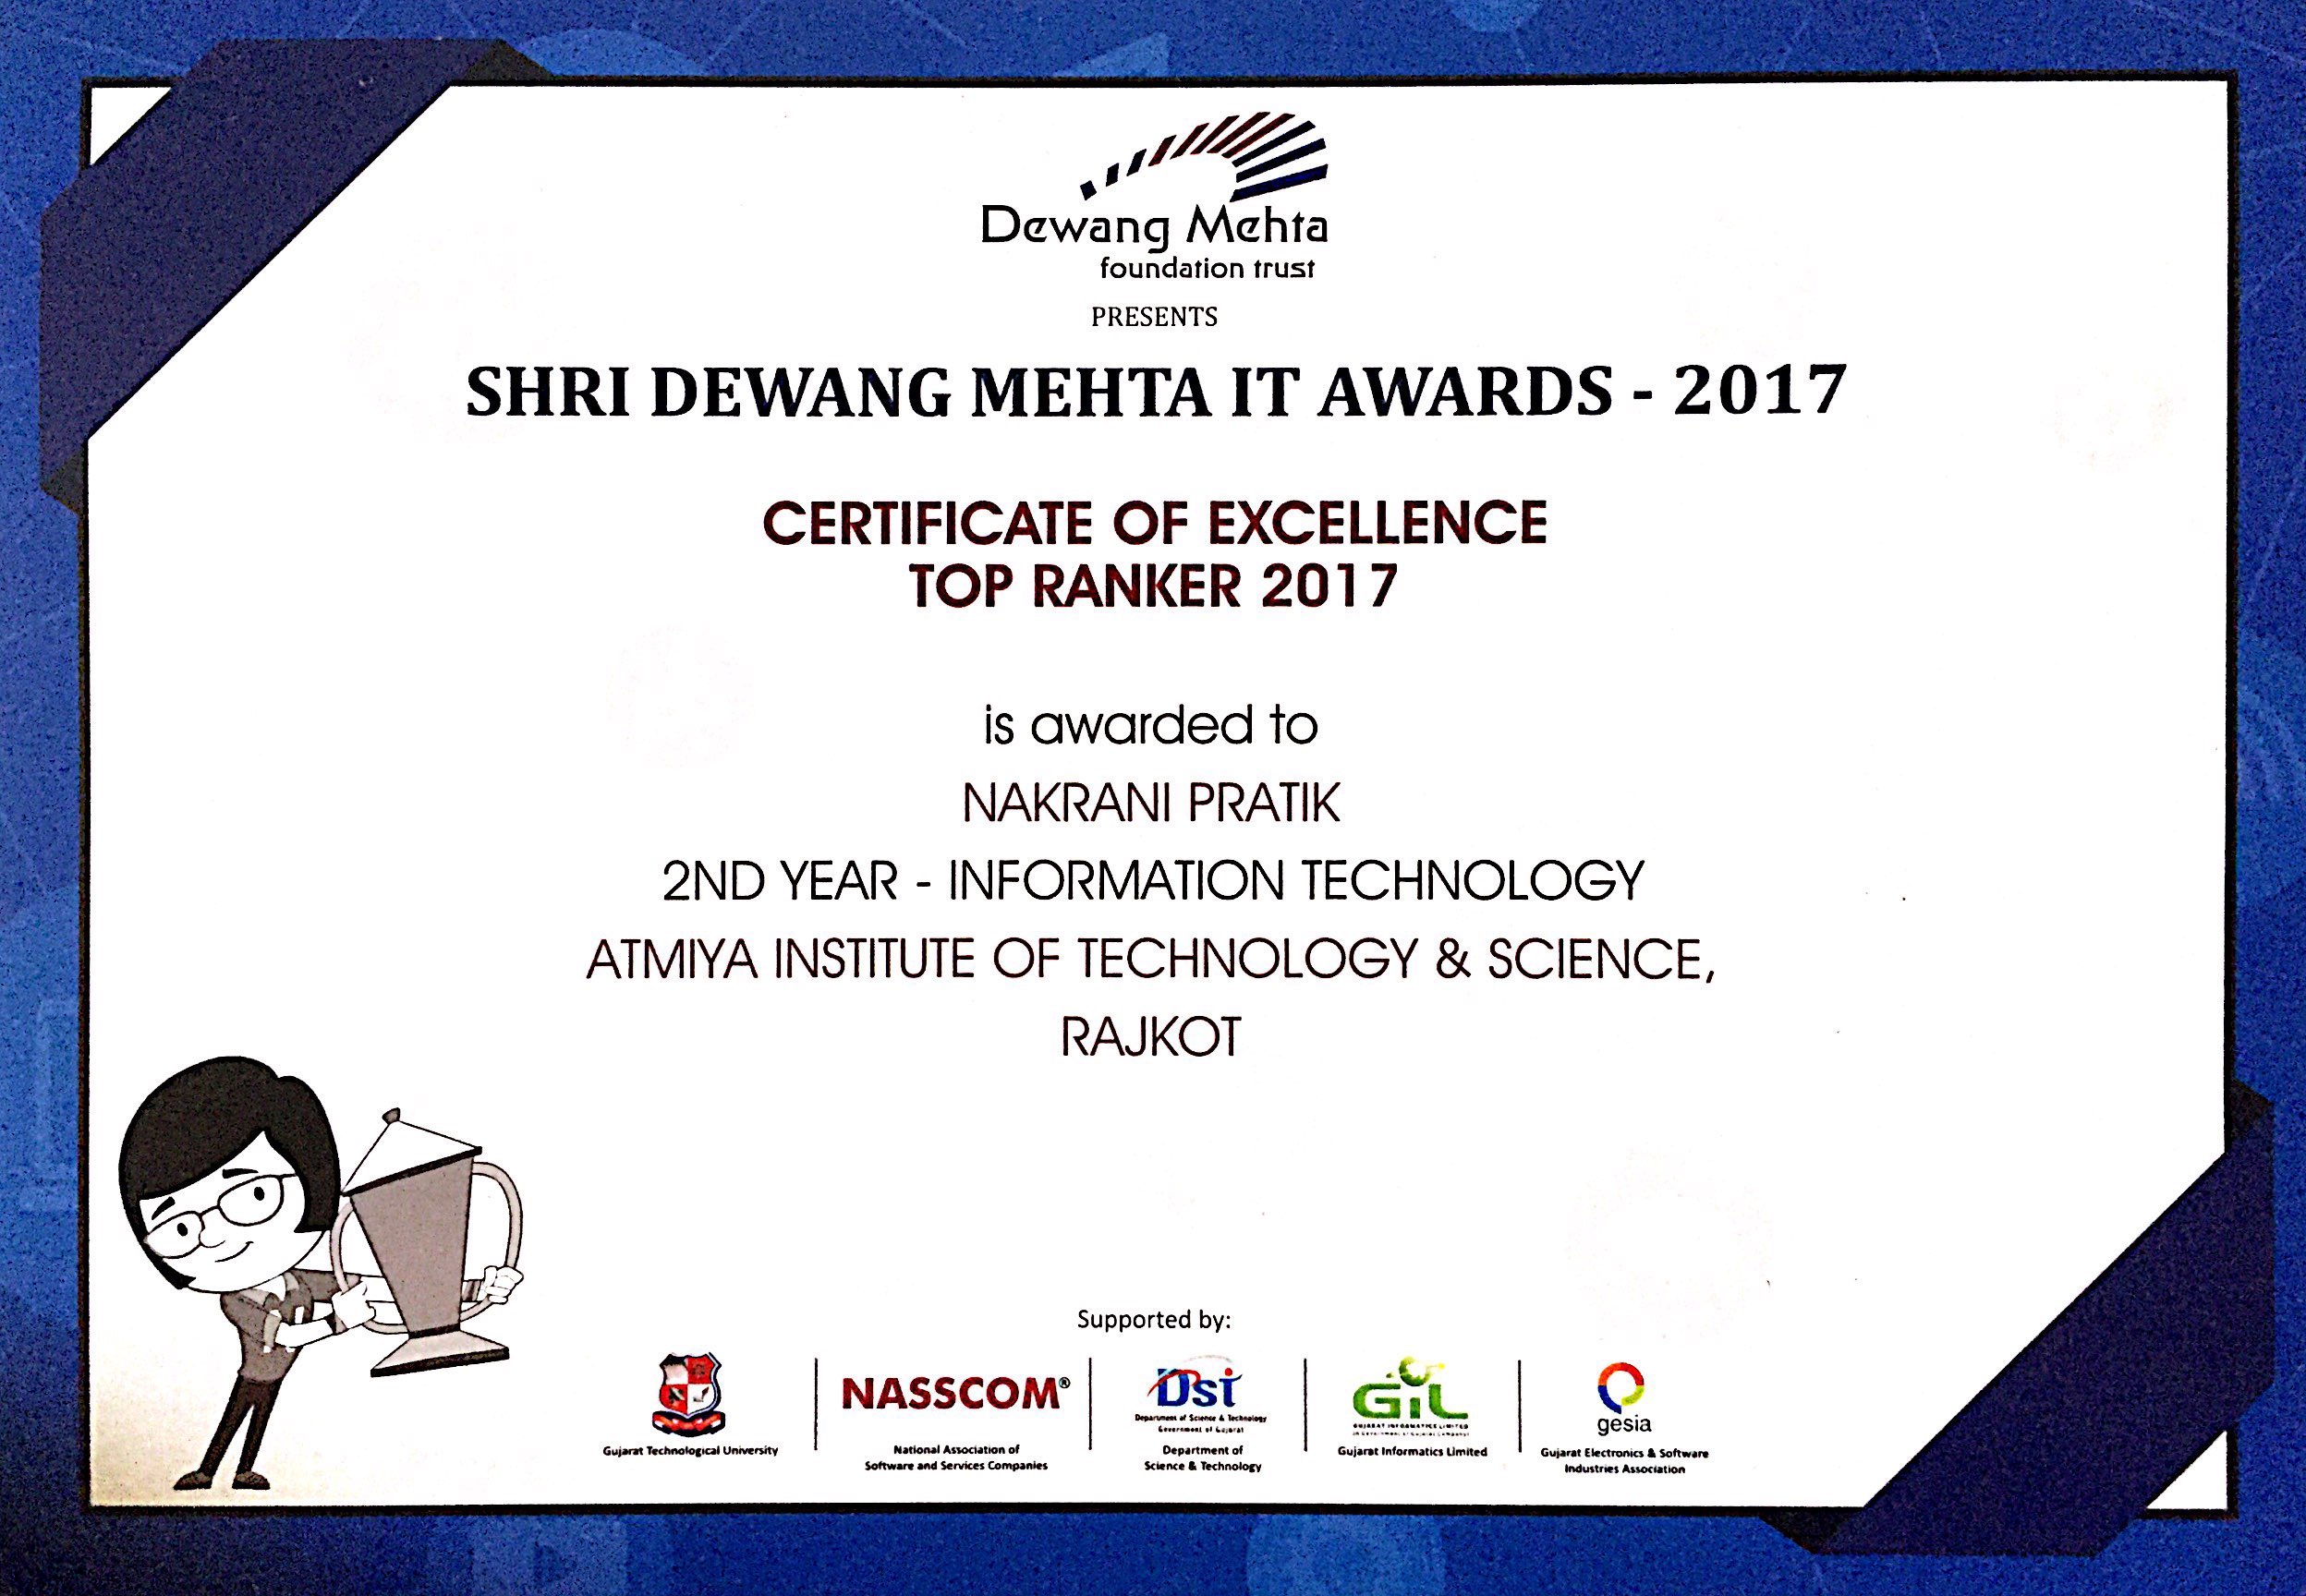 Dewang Mehta
foundation trust
PRESENTS
SHRI DEWANG MEHTA IT AWARDS - 2017
CERTIFICATE OF EXCELLENCE
TOP RANKER 2017
is awarded to
NAKRANI PRATIK
2ND YEAR - INFORMATION TECHNOLOGY
ATMIYA INSTITUTE OF TECHNOLOGY & SCIENCE,
RAJKOT
Supported by:
Gujarat Technological University
NASSCOM®
National Association of
Software and Services Companies
Dst
Department of Science & Technology
Government of Gujarat
Department of
Science & Technology
GiL
GUJARAT INFORMATICS LIMITED
Gujarat Informatics Limited
gesia
Gujarat Electronics & Software
Industries Association